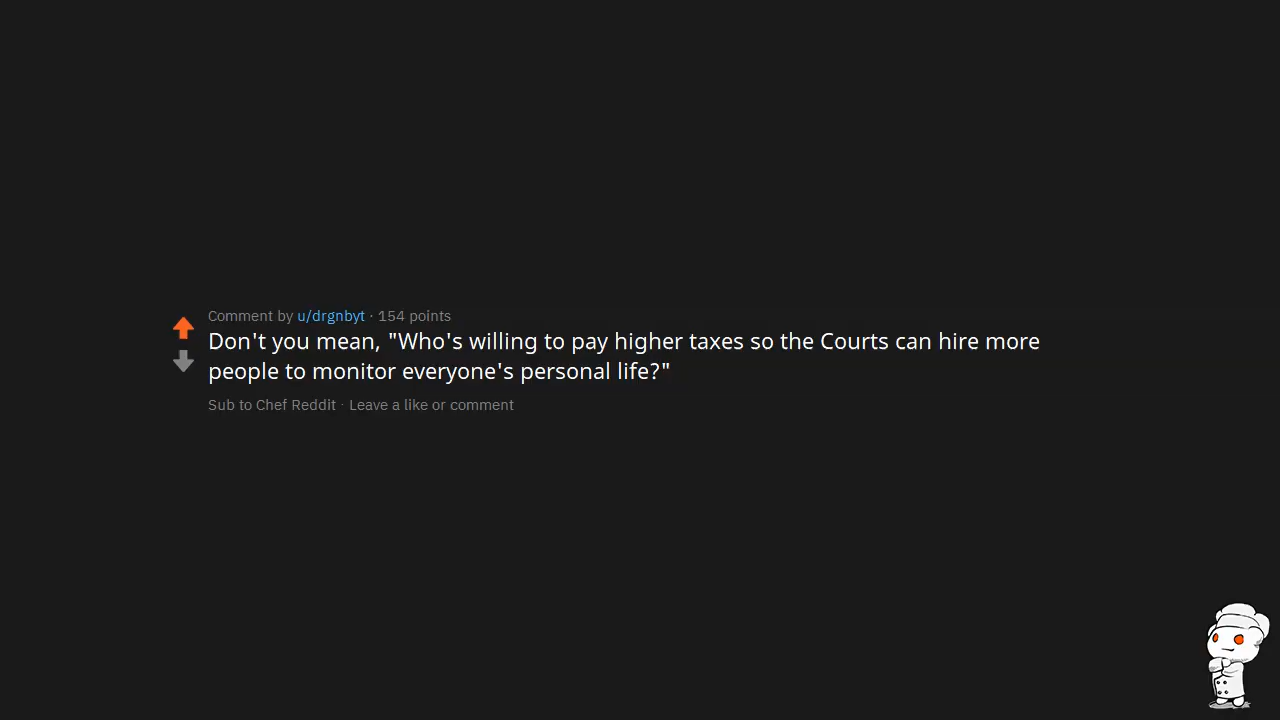 Comment by u/drgnbyt · 154 points
Don't you mean, "Who's willing to pay higher taxes so the Courts can hire more
people to monitor everyone's personal life?"
Sub to Chef Reddit · Leave a like or comment